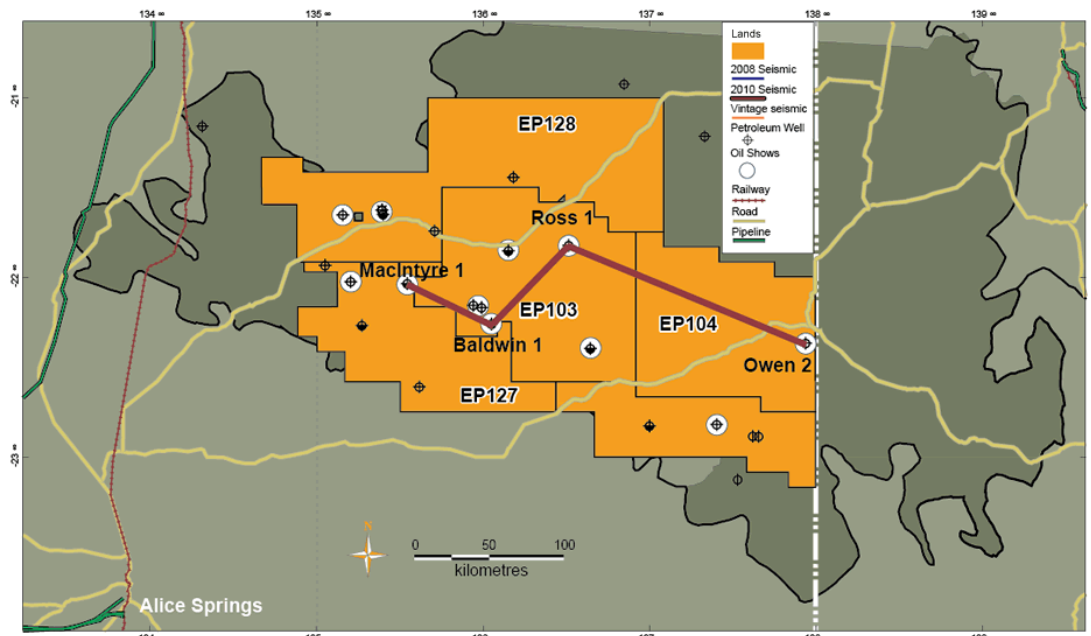 134 °° 135 °° 136 °° 137 °° 138 °° 139 °°
Lands
2008 Seismic
2010 Seismic
Vintage seismic
Petroleum Well
Oil Shows
Railway
Road
Pipeline
-21 °°
EP128
Ross 1
-22 °°
MacIntyre 1
EP103
EP104
Baldwin 1
Owen 2
EP127
-23 °°
N
0 50 100
kilometres
Alice Springs